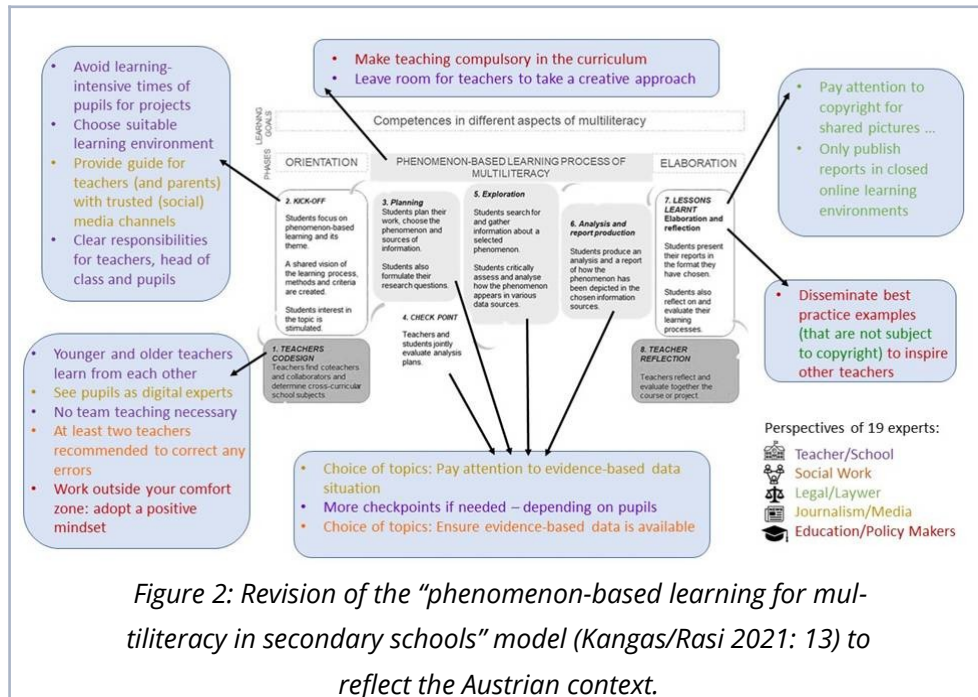 • Avoid learning-
intensive times of
pupils for projects
• Choose suitable
learning environment
• Provide guide for
teachers (and parents)
with trusted (social)
media channels
• Clear responsibilities
for teachers, head of
class and pupils
• Make teaching compulsory in the curriculum
• Leave room for teachers to take a creative approach
• Pay attention to
copyright for
shared pictures ...
• Only publish
reports in closed
online learning
environments
LEARNING
GOALS
Competences in different aspects of multiliteracy
PHASES
ORIENTATION
PHENOMENON-BASED LEARNING PROCESS OF
MULTILITERACY
ELABORATION
2. KICK-OFF
Students focus on
phenomenon-based
learning and its
theme.
A shared vision of
the learning process,
methods and criteria
are created.
Students interest in
the topic is
stimulated.
3. Planning
Students plan their
work, choose the
phenomenon and
sources of
information.
Students also
formulate their
research questions.
4. CHECK POINT
Teachers and
students jointly
evaluate analysis
plans.
5. Exploration
Students search for
and gather
information about a
selected
phenomenon.
Students critically
assess and analyse
how the phenomenon
appears in various
data sources.
6. Analysis and
report production
Students produce an
analysis and a report
of how the
phenomenon has
been depicted in the
chosen information
sources.
7. LESSONS
LEARNT
Elaboration and
reflection
Students present
their reports in
the format they
have chosen.
Students also
reflect on and
evaluate their
learning
processes.
1. TEACHERS
CODESIGN
Teachers find coteachers
and collaborators and
determine cross-curricular
school subjects
8. TEACHER
REFLECTION
Teachers reflect and
evaluate together the
course or project.
• Disseminate best
practice examples
(that are not subject
to copyright) to inspire
other teachers
• Younger and older teachers
learn from each other
• See pupils as digital experts
• No team teaching necessary
• At least two teachers
recommended to correct any
errors
• Work outside your comfort
zone: adopt a positive
mindset
• Choice of topics: Pay attention to evidence-based data
situation
• More checkpoints if needed – depending on pupils
• Choice of topics: Ensure evidence-based data is available
Perspectives of 19 experts:
Teacher/School
Social Work
Legal/Laywer
Journalism/Media
Education/Policy Makers
Figure 2: Revision of the “phenomenon-based learning for mul-
tiliteracy in secondary schools” model (Kangas/Rasi 2021: 13) to
reflect the Austrian context.